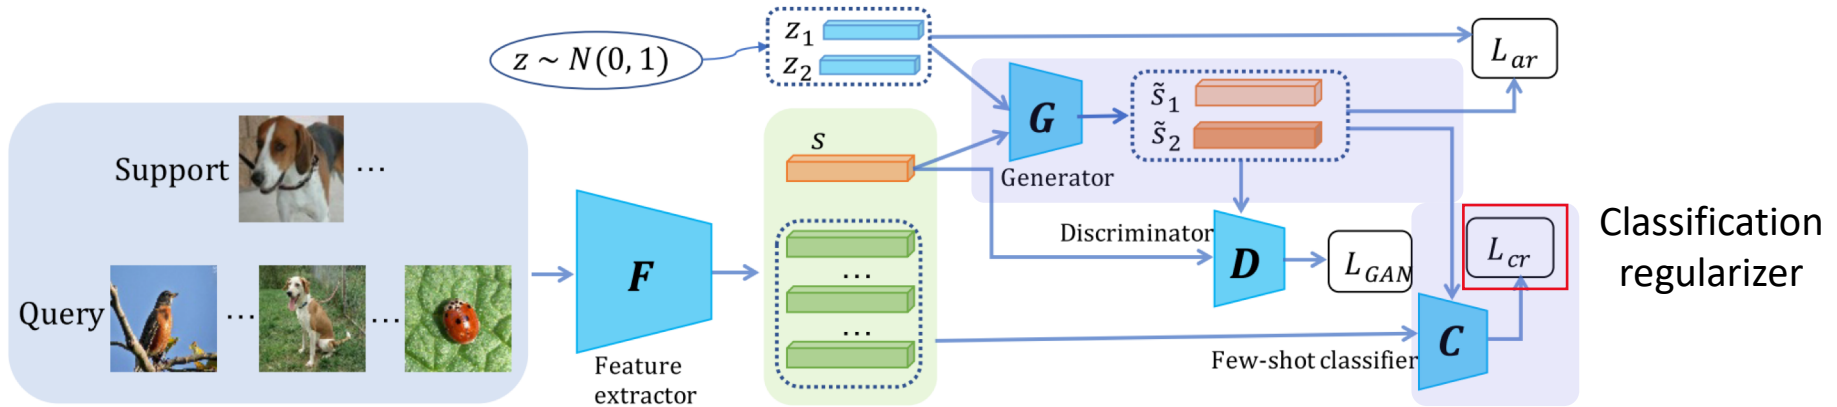 z ~ N(0, 1)
z₁
z₂
L_ar
G
Generator
s̃₁
s̃₂
Support
...
s
Query
...
...
F
Feature
extractor
...
...
Discriminator
D
L_GAN
L_cr
Classification
regularizer
Few-shot classifier
C